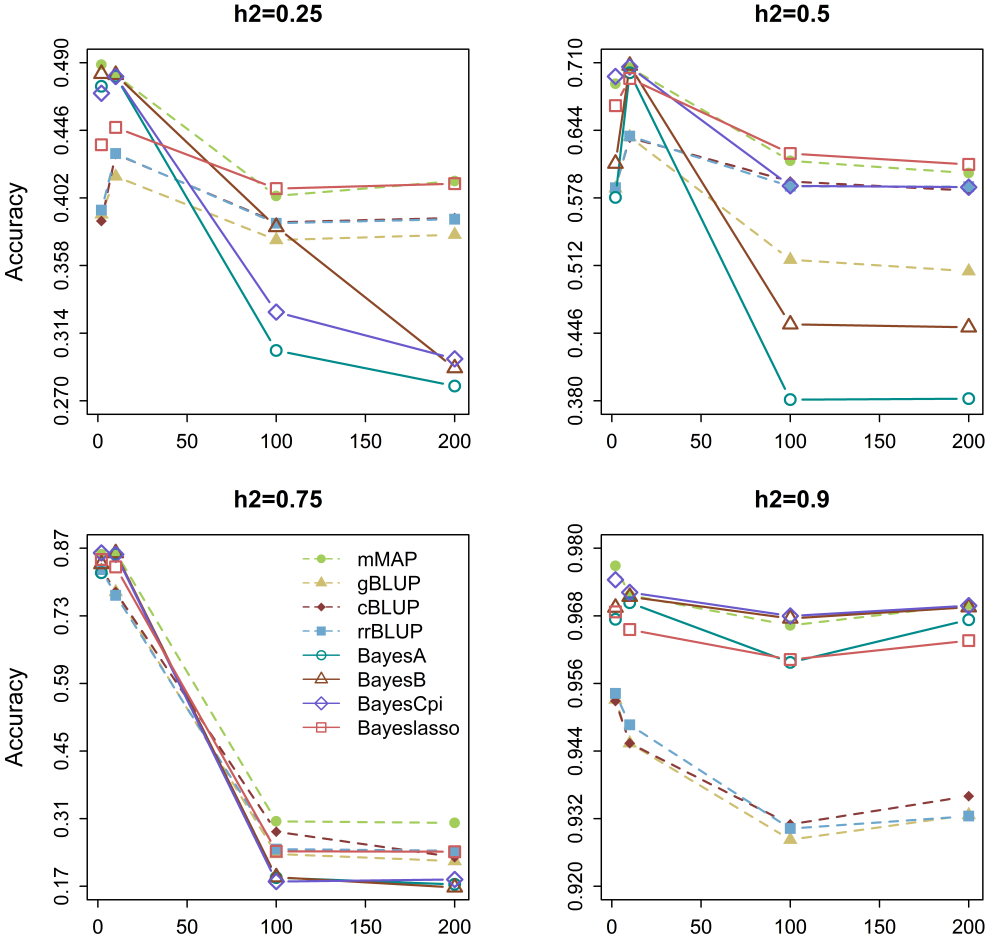 h2=0.25
Accuracy
0.490
0.446
0.402
0.358
0.314
0.270
0 50 100 150 200
h2=0.5
0.710
0.644
0.578
0.512
0.446
0.380
0 50 100 150 200
h2=0.75
Accuracy
0.87
0.73
0.59
0.45
0.31
0.17
mMAP
gBLUP
cBLUP
rrBLUP
BayesA
BayesB
BayesCpi
Bayeslasso
0 50 100 150 200
h2=0.9
0.980
0.968
0.956
0.944
0.932
0.920
0 50 100 150 200